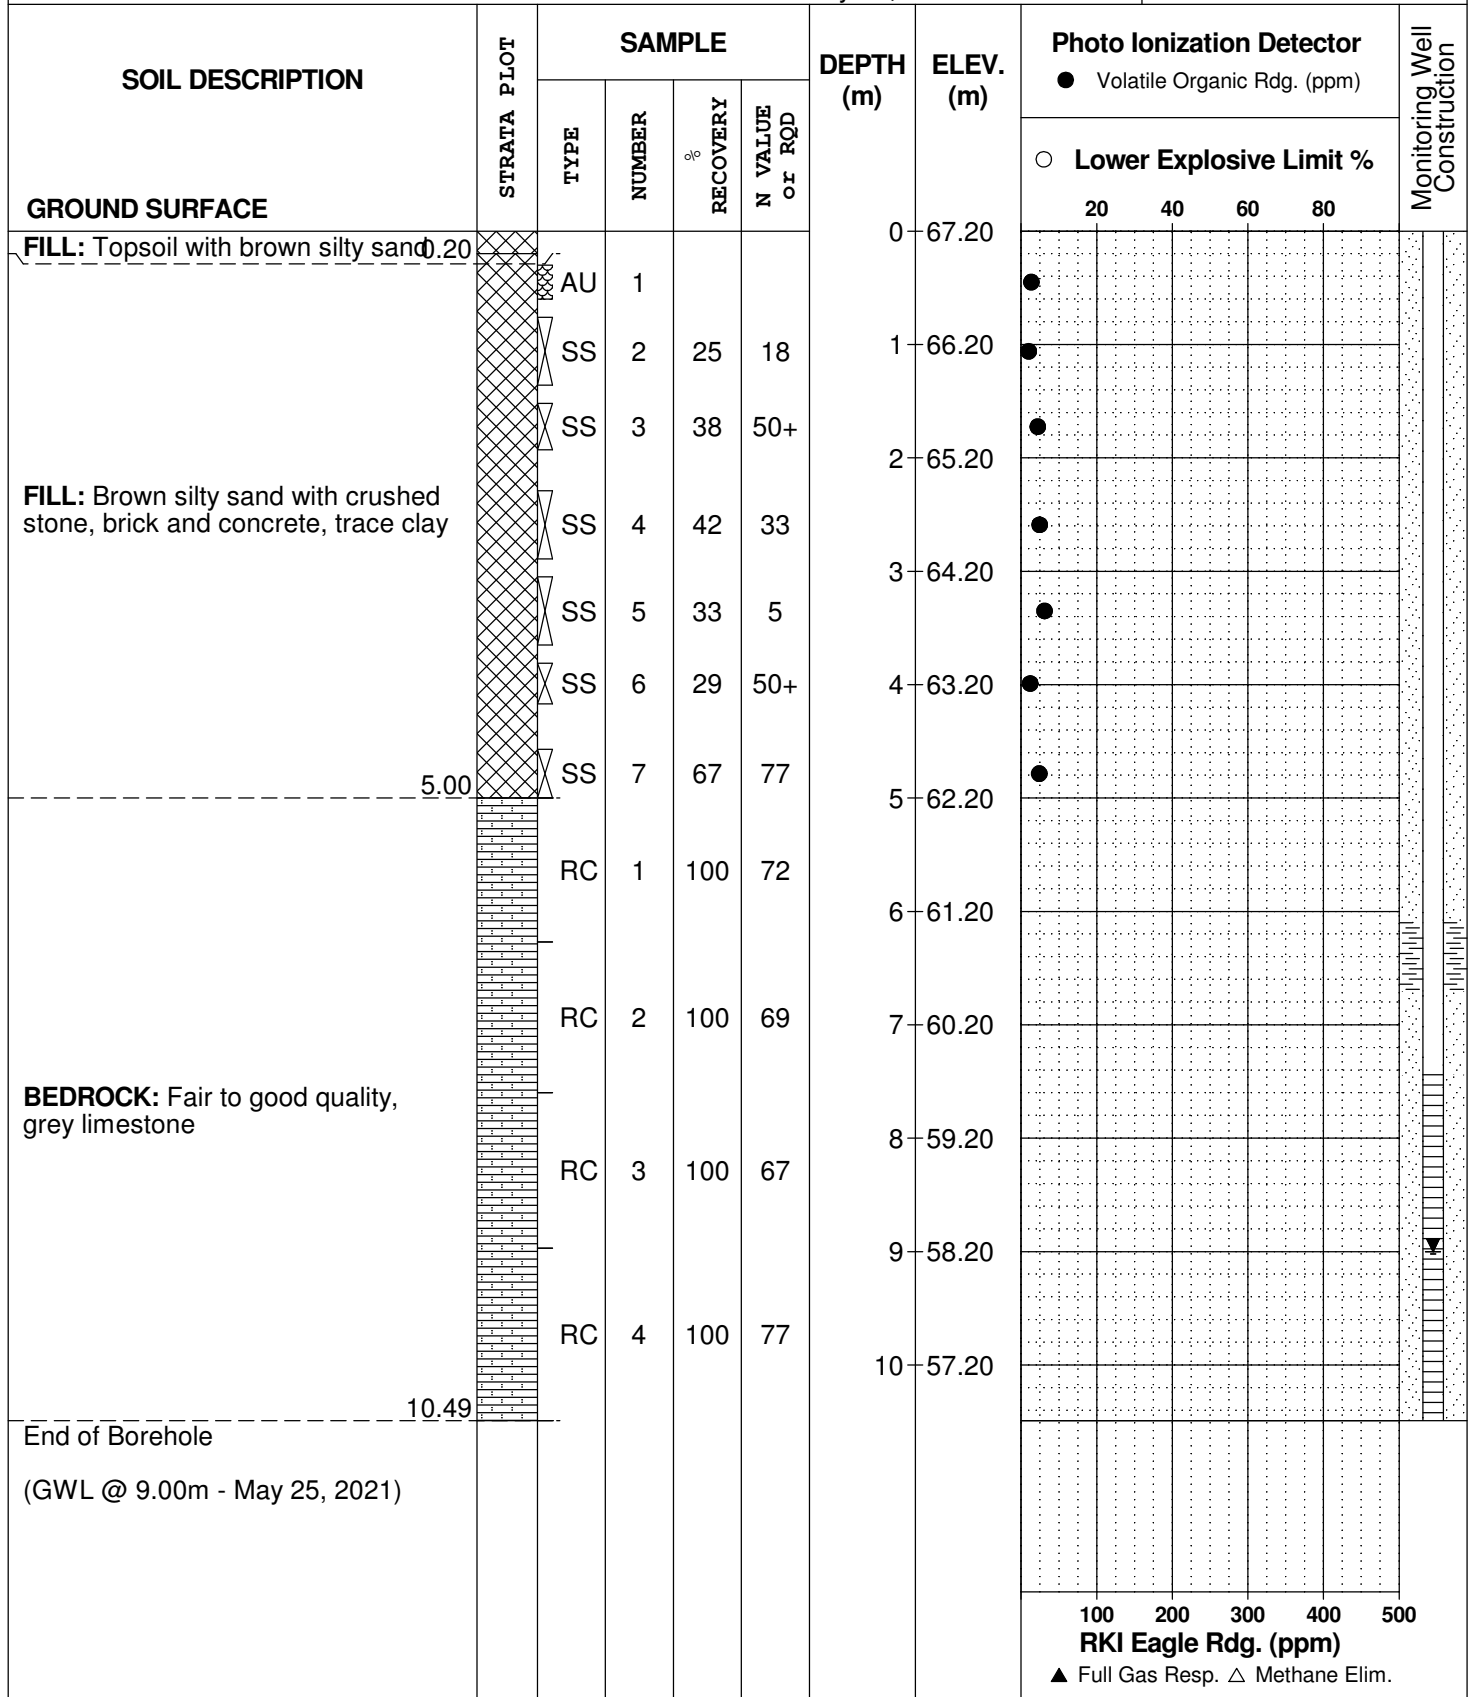 SOIL DESCRIPTION
GROUND SURFACE
STRATA PLOT
SAMPLE
TYPE
NUMBER
%
RECOVERY
N VALUE
or RQD
DEPTH
(m)
ELEV.
(m)
Photo Ionization Detector
● Volatile Organic Rdg. (ppm)
○ Lower Explosive Limit %
20 40 60 80
Monitoring Well
Construction
0 67.20
FILL: Topsoil with brown silty sand 0.20
AU 1
1 66.20
SS 2 25 18
SS 3 38 50+
2 65.20
FILL: Brown silty sand with crushed
stone, brick and concrete, trace clay
SS 4 42 33
3 64.20
SS 5 33 5
SS 6 29 50+
4 63.20
SS 7 67 77
5.00
5 62.20
RC 1 100 72
6 61.20
RC 2 100 69
7 60.20
BEDROCK: Fair to good quality,
grey limestone
8 59.20
RC 3 100 67
9 58.20
RC 4 100 77
10 57.20
10.49
End of Borehole
(GWL @ 9.00m - May 25, 2021)
100 200 300 400 500
RKI Eagle Rdg. (ppm)
▲ Full Gas Resp. △ Methane Elim.